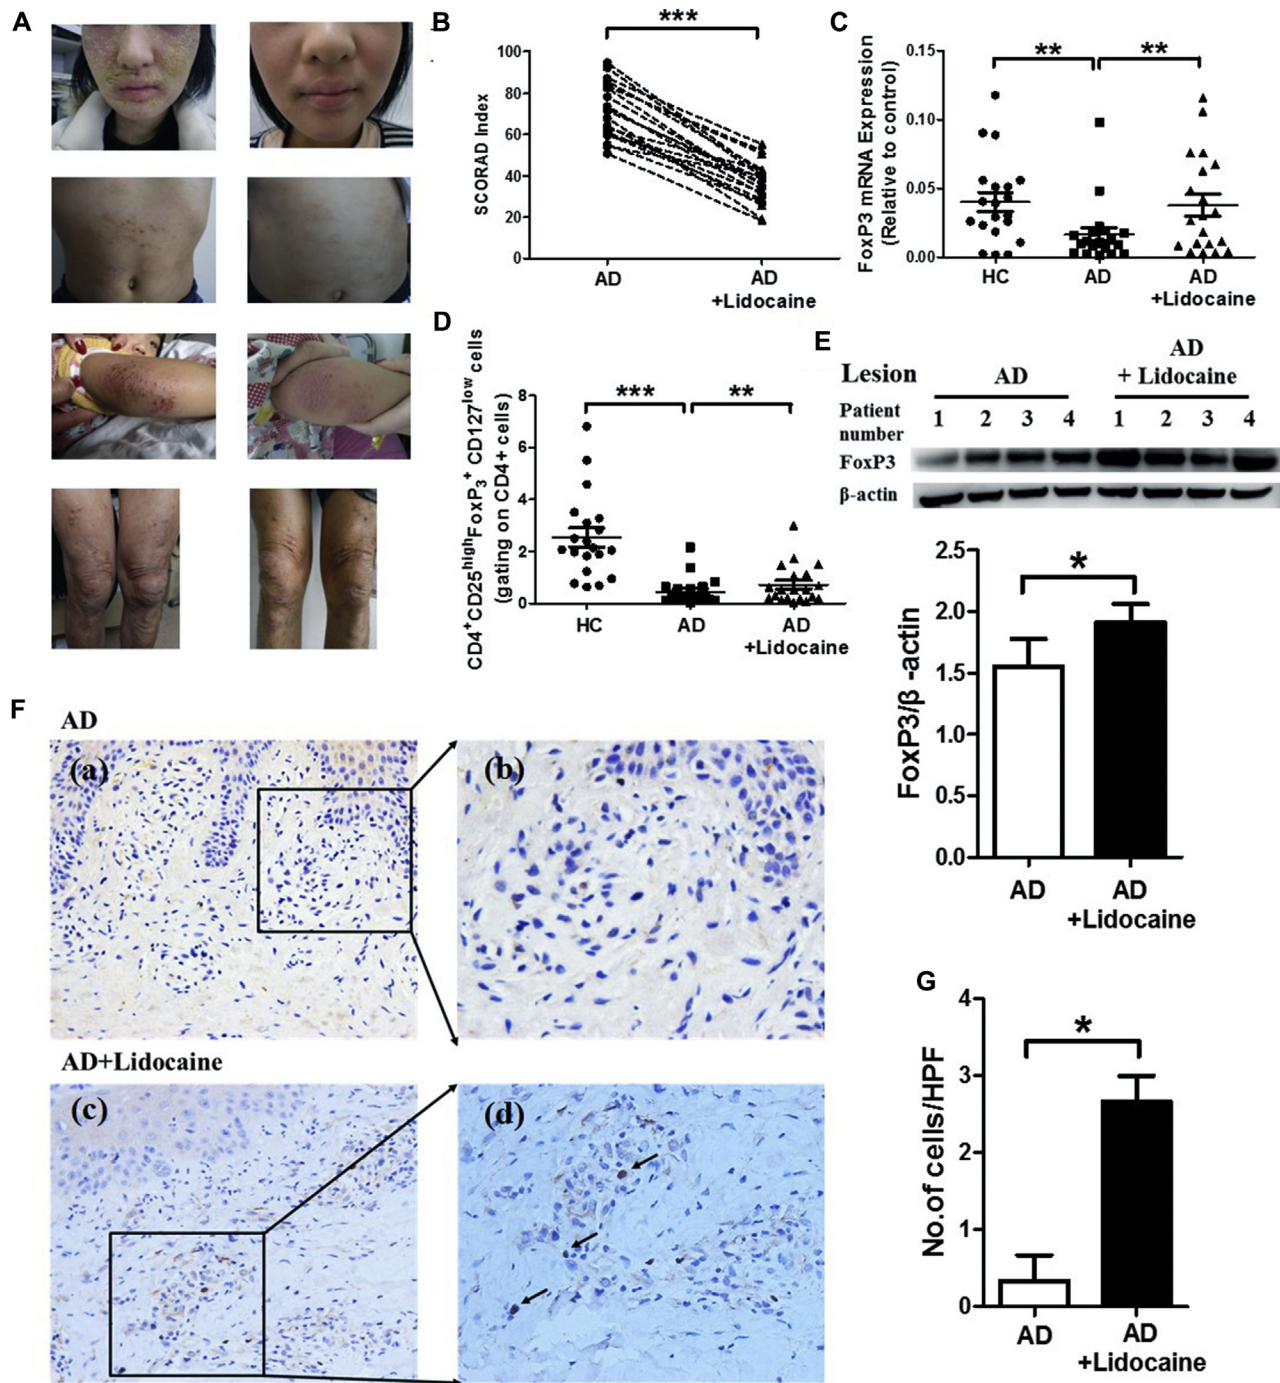 A
B
***
SCORAD Index
100
80
60
40
20
0
AD
AD
+Lidocaine
C
**
**
FoxP3 mRNA Expression
(Relative to control)
0.15
0.10
0.05
0.00
HC
AD
AD
+Lidocaine
D
***
**
CD4+CD25highFoxP3+ CD127low cells
(gating on CD4+ cells)
8
6
4
2
0
HC
AD
AD
+Lidocaine
E
Lesion
AD
AD
+ Lidocaine
Patient
number
1 2 3 4 1 2 3 4
FoxP3
β-actin
*
FoxP3/β -actin
2.5
2.0
1.5
1.0
0.5
0.0
AD
AD
+Lidocaine
F
AD
(a)
(b)
AD+Lidocaine
(c)
(d)
G
*
No.of cells/HPF
4
3
2
1
0
AD
AD
+Lidocaine